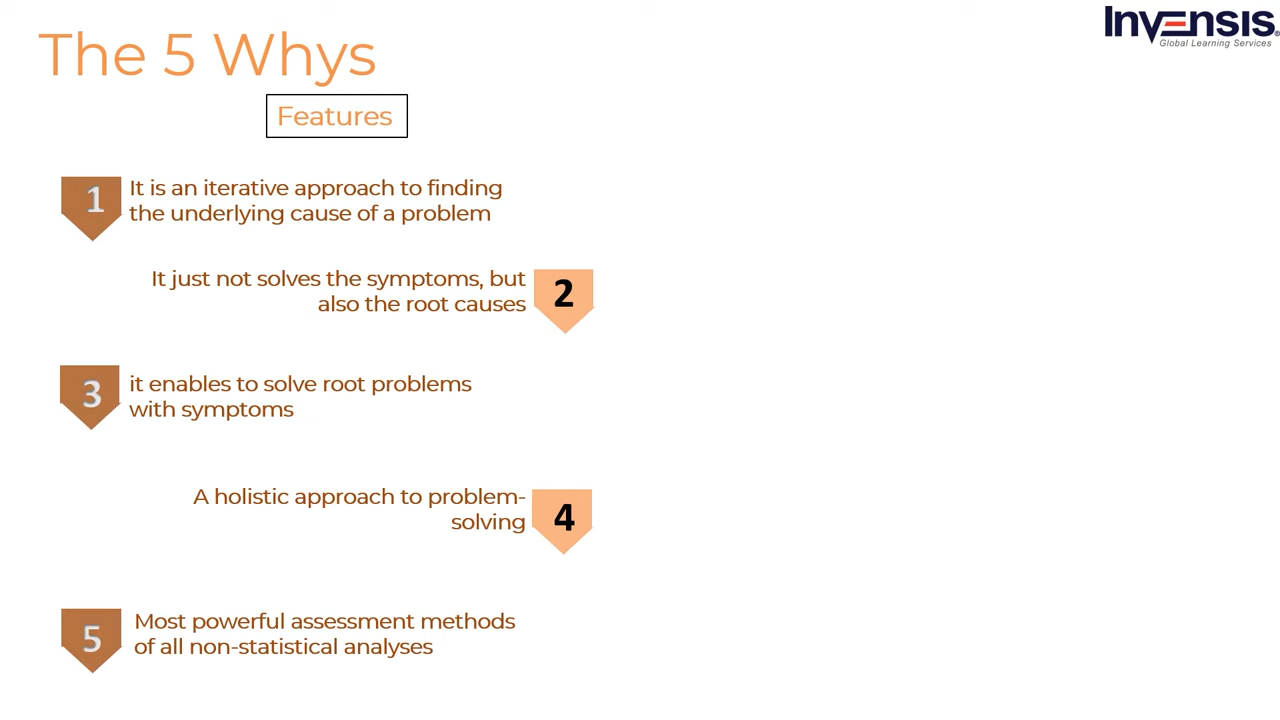 The 5 Whys
Invensis®
Global Learning Services
Features
1
It is an iterative approach to finding
the underlying cause of a problem
It just not solves the symptoms, but
also the root causes
2
3
it enables to solve root problems
with symptoms
A holistic approach to problem-
solving
4
5
Most powerful assessment methods
of all non-statistical analyses